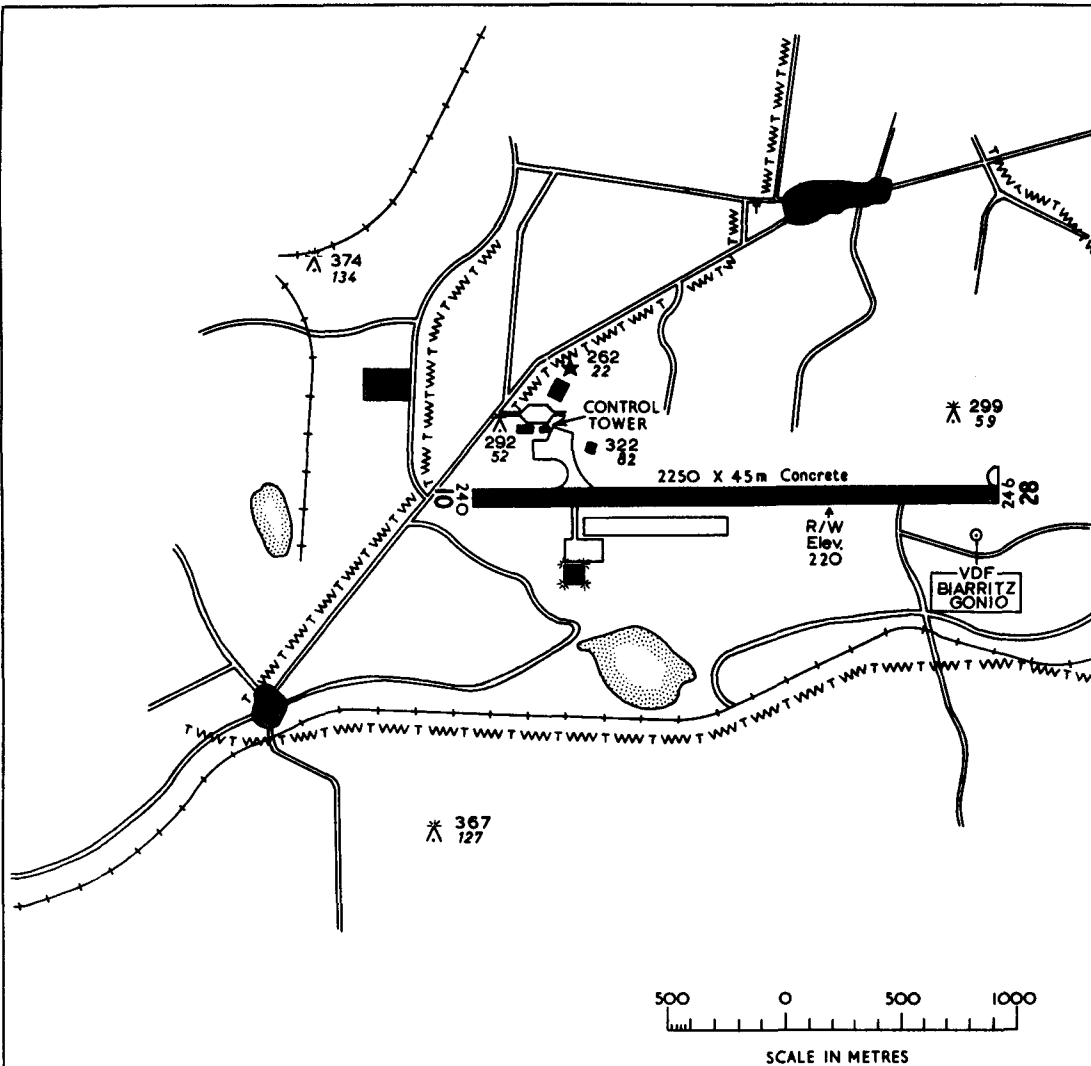 374
134
262
22
CONTROL
TOWER
299
59
292
52
322
82
2250 X 45m Concrete
10
240
246
28
R/W
Elev.
220
VDF
BIARRITZ
GONIO
367
127
500 0 500 1000
SCALE IN METRES